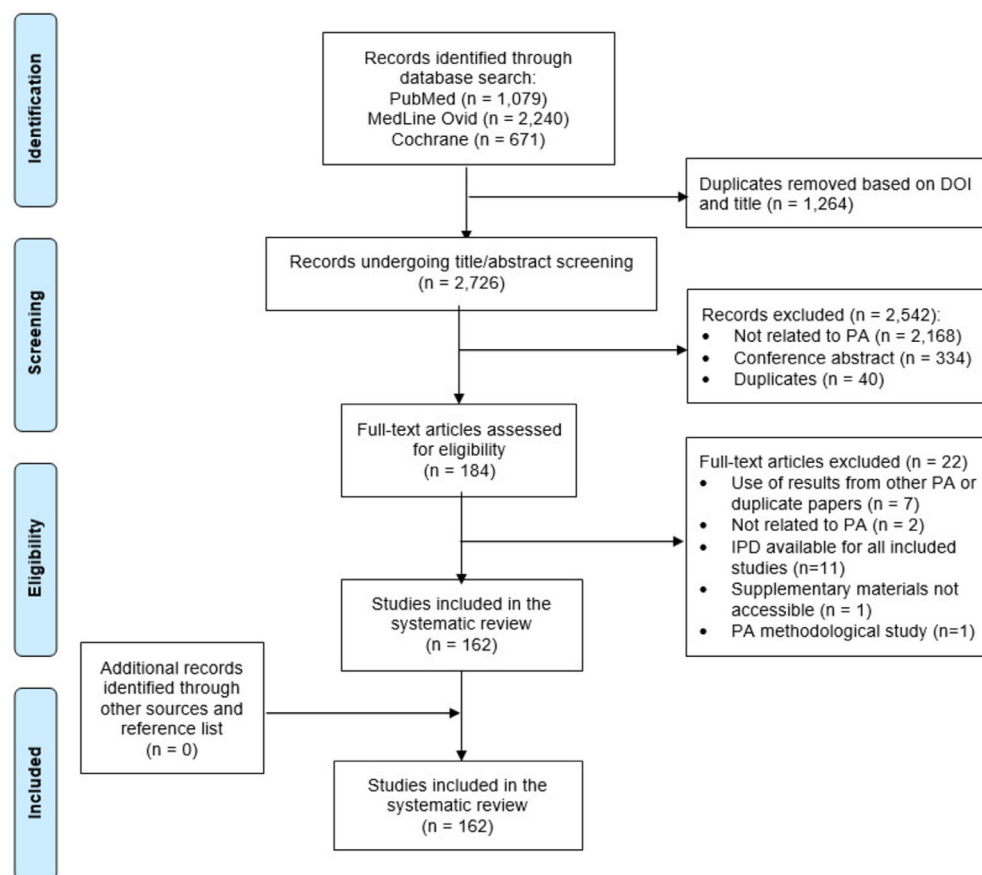 Identification
Records identified through
database search:
PubMed (n = 1,079)
MedLine Ovid (n = 2,240)
Cochrane (n = 671)
Duplicates removed based on DOI
and title (n = 1,264)
Screening
Records undergoing title/abstract screening
(n = 2,726)
Records excluded (n = 2,542):
• Not related to PA (n = 2,168)
• Conference abstract (n = 334)
• Duplicates (n = 40)
Full-text articles assessed
for eligibility
(n = 184)
Eligibility
Full-text articles excluded (n = 22)
• Use of results from other PA or
duplicate papers (n = 7)
• Not related to PA (n = 2)
• IPD available for all included
studies (n=11)
• Supplementary materials not
accessible (n = 1)
• PA methodological study (n=1)
Studies included in the
systematic review
(n = 162)
Additional records
identified through
other sources and
reference list
(n = 0)
Included
Studies included in the
systematic review
(n = 162)